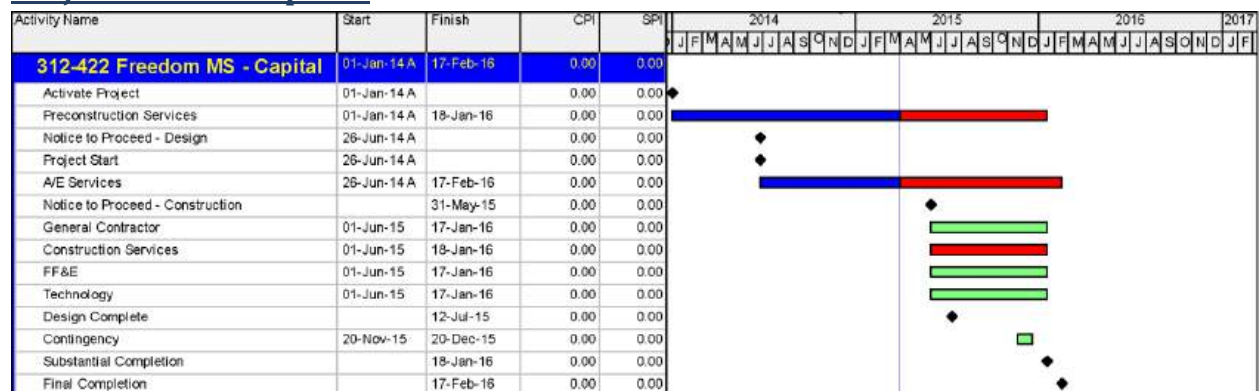 Activity Name Start Finish CPI SPI 2014 2015 2016 2017
J F M A M J J A S O N D J F M A M J J A S O N D J F M A M J J A S O N D J F
312-422 Freedom MS - Capital 01-Jan-14 A 17-Feb-16 0.00 0.00
Activate Project 01-Jan-14 A 0.00 0.00
Preconstruction Services 01-Jan-14 A 18-Jan-16 0.00 0.00
Notice to Proceed - Design 26-Jun-14 A 0.00 0.00
Project Start 26-Jun-14 A 0.00 0.00
A/E Services 26-Jun-14 A 17-Feb-16 0.00 0.00
Notice to Proceed - Construction 31-May-15 0.00 0.00
General Contractor 01-Jun-15 17-Jan-16 0.00 0.00
Construction Services 01-Jun-15 18-Jan-16 0.00 0.00
FF&E 01-Jun-15 17-Jan-16 0.00 0.00
Technology 01-Jun-15 17-Jan-16 0.00 0.00
Design Complete 12-Jul-15 0.00 0.00
Contingency 20-Nov-15 20-Dec-15 0.00 0.00
Substantial Completion 18-Jan-16 0.00 0.00
Final Completion 17-Feb-16 0.00 0.00